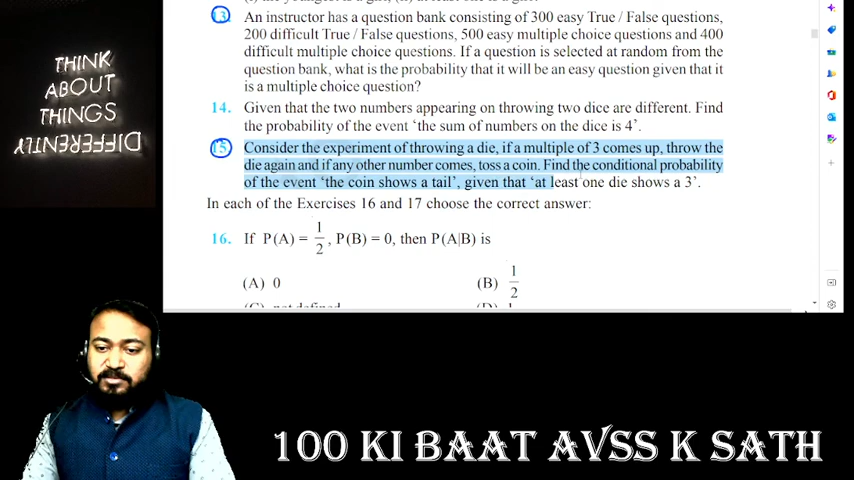 THINK
ABOUT
THINGS
DIFFERENTLY
13. An instructor has a question bank consisting of 300 easy True / False questions,
200 difficult True / False questions, 500 easy multiple choice questions and 400
difficult multiple choice questions. If a question is selected at random from the
question bank, what is the probability that it will be an easy question given that it
is a multiple choice question?
14. Given that the two numbers appearing on throwing two dice are different. Find
the probability of the event ‘the sum of numbers on the dice is 4’.
15. Consider the experiment of throwing a die, if a multiple of 3 comes up, throw the
die again and if any other number comes, toss a coin. Find the conditional probability
of the event ‘the coin shows a tail’, given that ‘at least one die shows a 3’.
In each of the Exercises 16 and 17 choose the correct answer:
16. If P(A) = 1/2, P(B) = 0, then P(A|B) is
(A) 0 (B) 1/2
100 KI BAAT AVSS K SATH